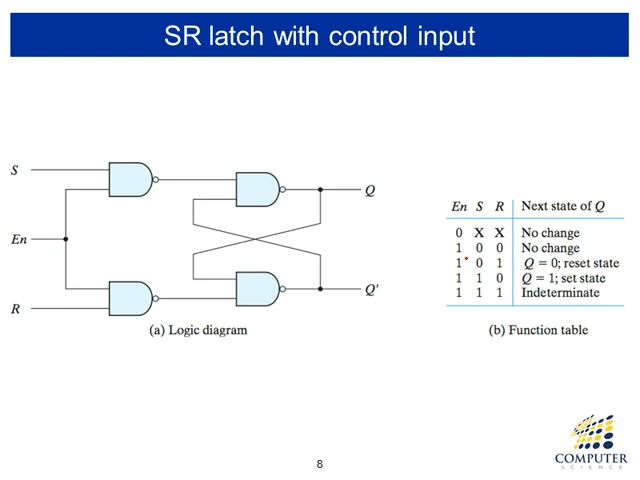 SR latch with control input
S
En
R
Q
Q'
(a) Logic diagram
En S R Next state of Q
0 X X No change
1 0 0 No change
1 0 1 Q = 0; reset state
1 1 0 Q = 1; set state
1 1 1 Indeterminate
(b) Function table
COMPUTER
SCIENCE
8